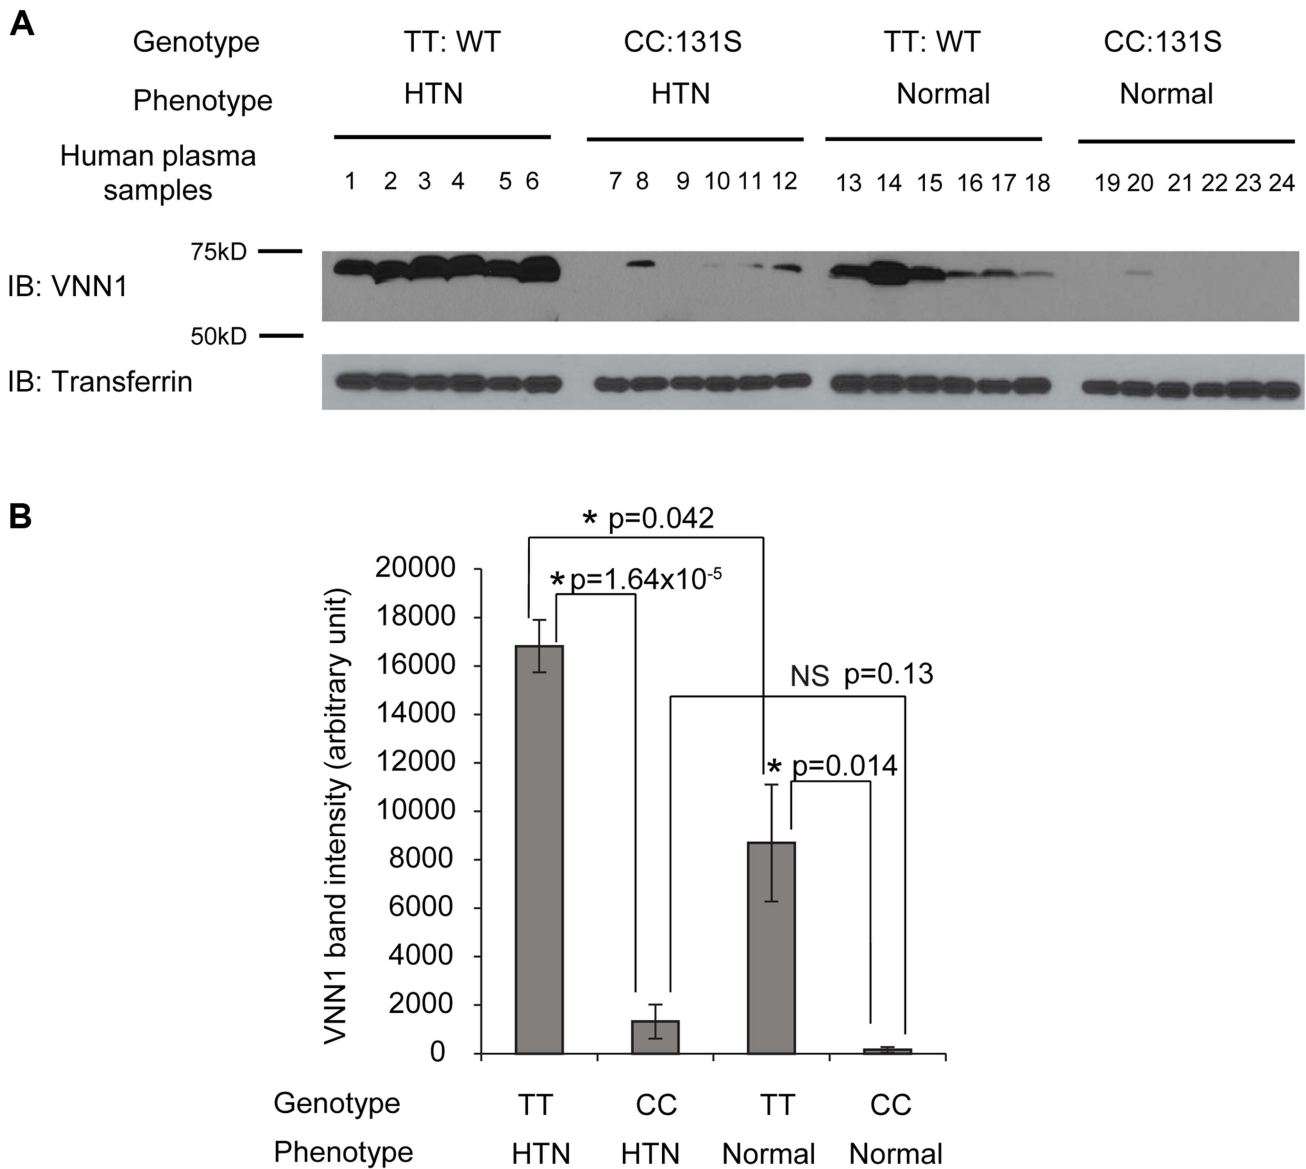 A
Genotype TT: WT CC:131S TT: WT CC:131S
Phenotype HTN HTN Normal Normal
Human plasma
samples
1 2 3 4 5 6 7 8 9 10 11 12 13 14 15 16 17 18 19 20 21 22 23 24
75kD
IB: VNN1
50kD
IB: Transferrin
B
* p=0.042
* p=1.64x10⁻⁵
NS p=0.13
* p=0.014
VNN1 band intensity (arbitrary unit)
20000
18000
16000
14000
12000
10000
8000
6000
4000
2000
0
Genotype TT CC TT CC
Phenotype HTN HTN Normal Normal